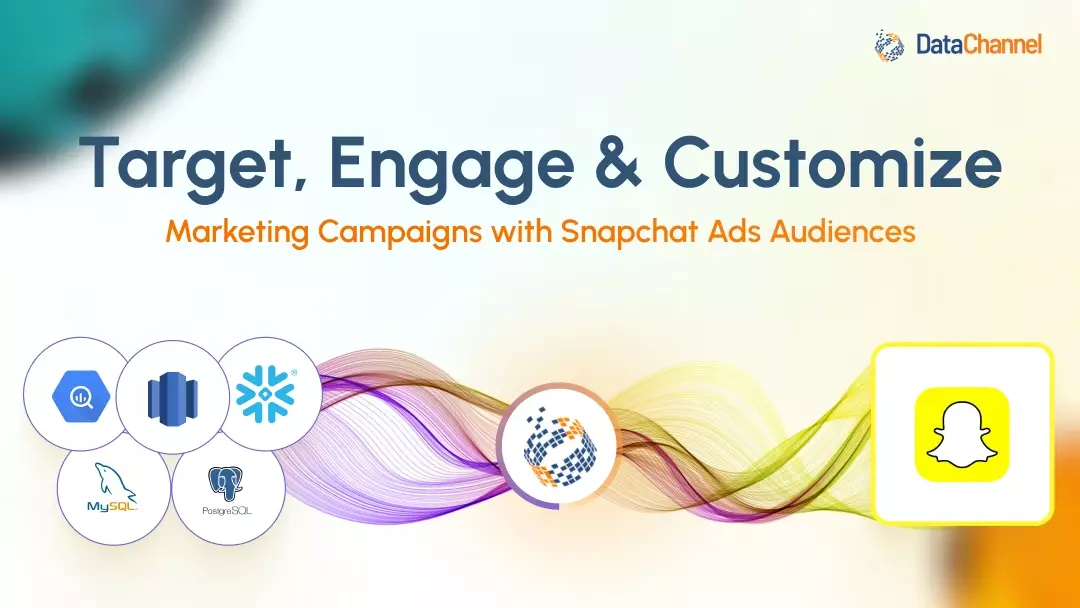 DataChannel
Target, Engage & Customize
Marketing Campaigns with Snapchat Ads Audiences
MySQL
PostgreSQL